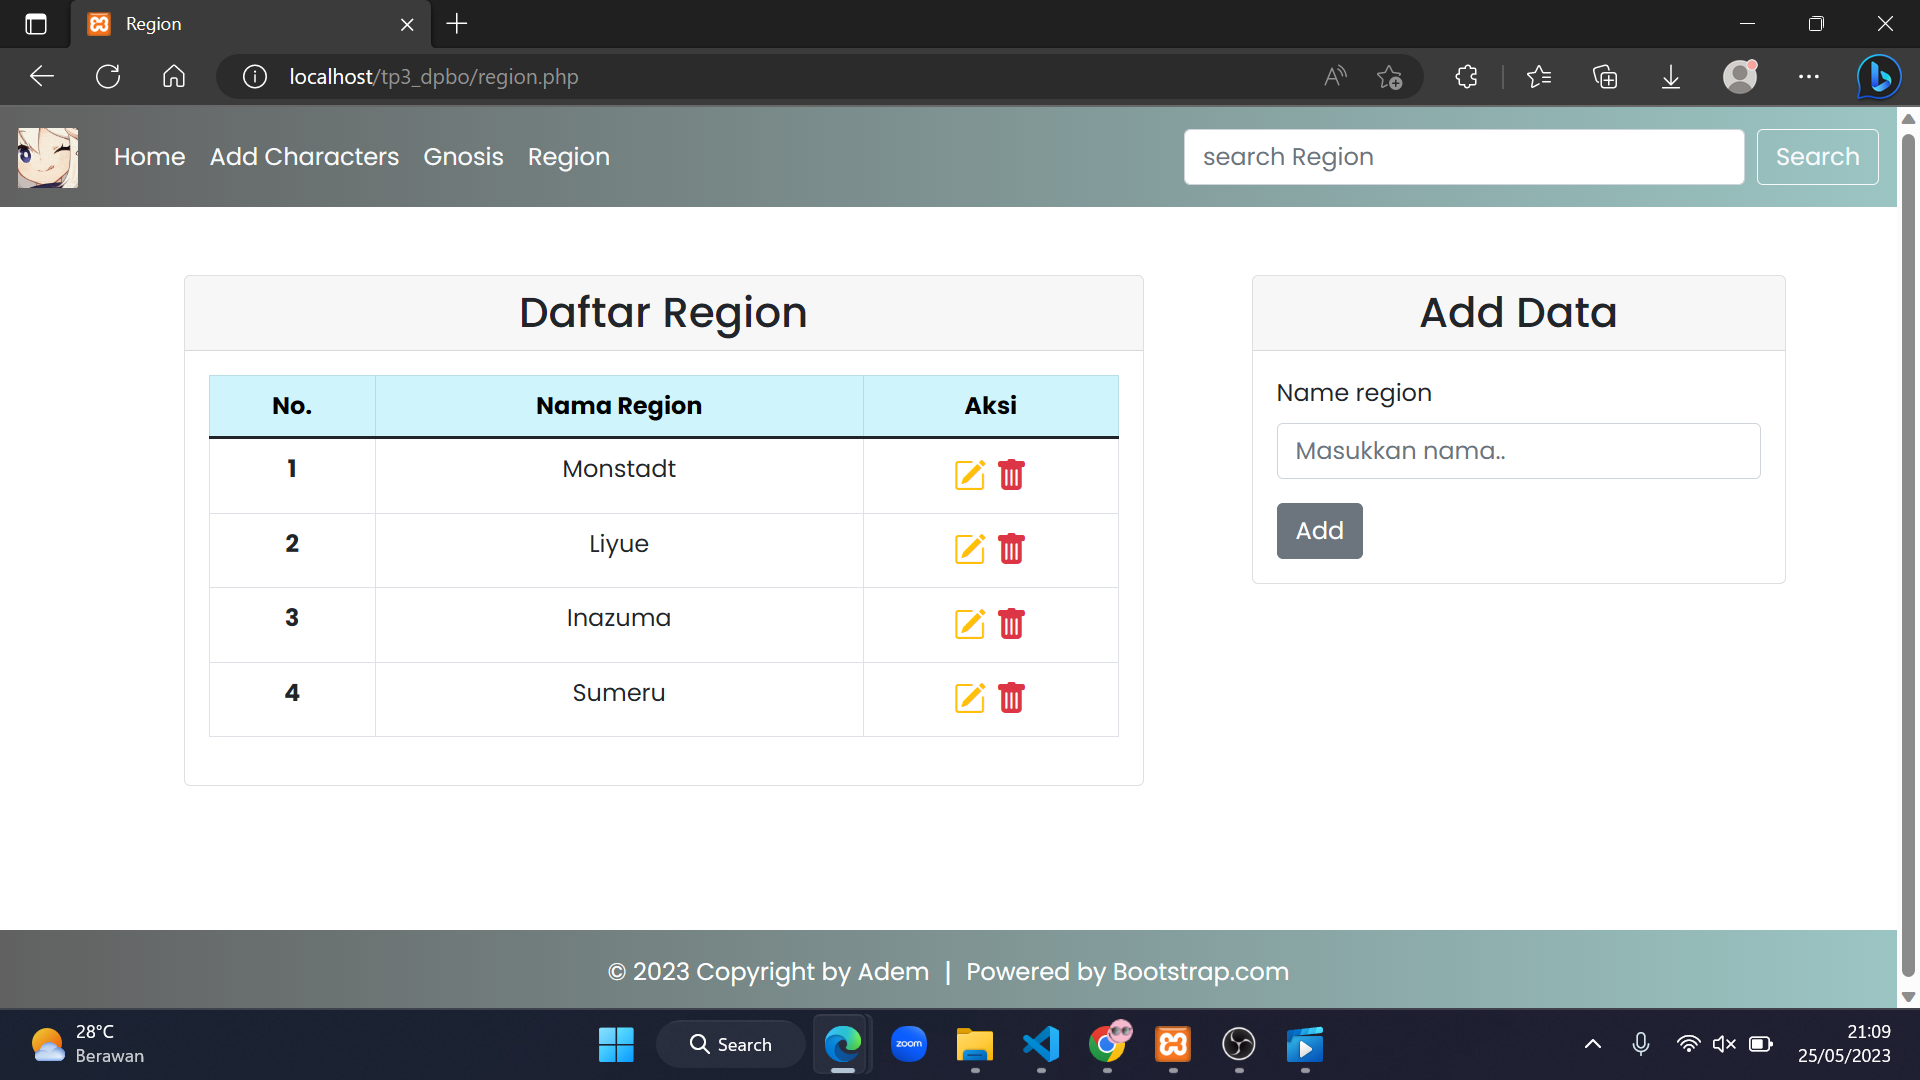 Region
localhost/tp3_dpbo/region.php
Home Add Characters Gnosis Region search Region Search
Daftar Region
No. Nama Region Aksi
1 Monstadt
2 Liyue
3 Inazuma
4 Sumeru
Add Data
Name region
Masukkan nama..
Add
© 2023 Copyright by Adem | Powered by Bootstrap.com
28°C
Berawan
Search
zoom
21:09
25/05/2023